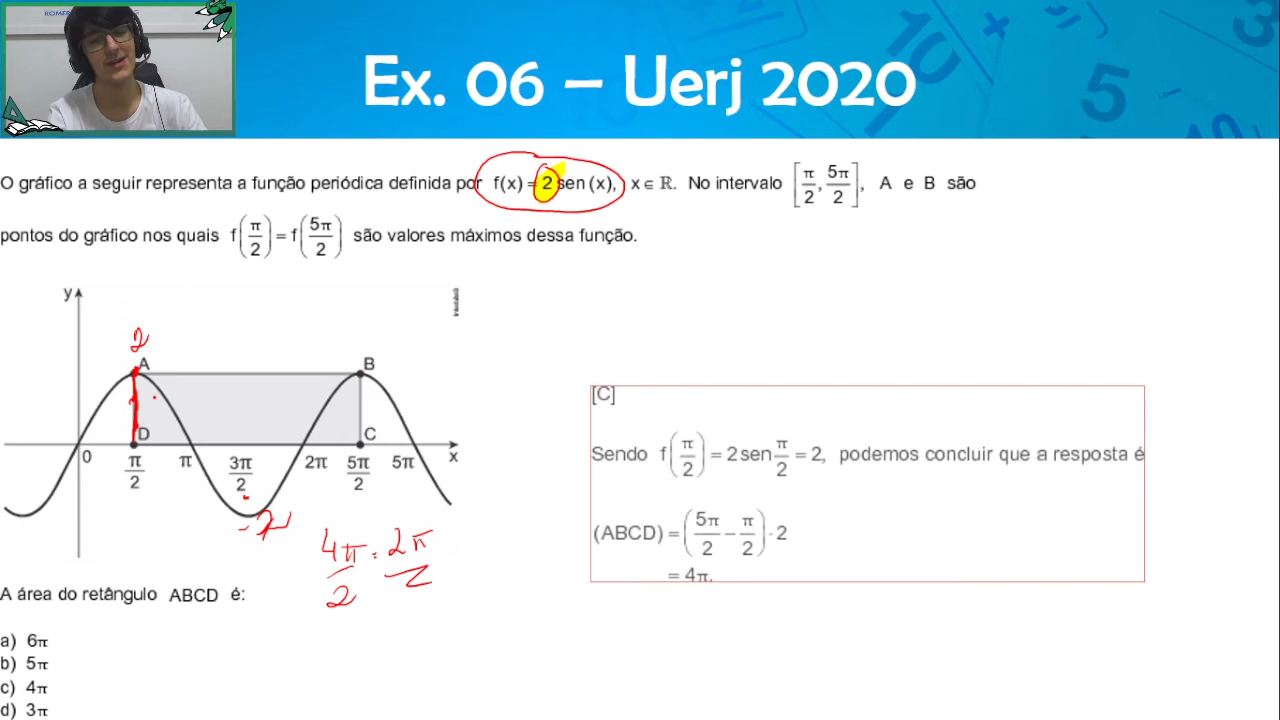 Ex. 06 – Uerj 2020
O gráfico a seguir representa a função periódica definida por f(x) = 2 sen (x), x ∈ ℝ. No intervalo [π/2, 5π/2], A e B são
pontos do gráfico nos quais f(π/2) = f(5π/2) são valores máximos dessa função.
y
2
A
B
D
C
0
π/2
π
3π/2
2π
5π/2
5π
x
4π/2
[C]
Sendo f(π/2) = 2 sen π/2 = 2, podemos concluir que a resposta é
(ABCD) = (5π/2 − π/2) · 2
= 4π.
A área do retângulo ABCD é:
a) 6π
b) 5π
c) 4π
d) 3π